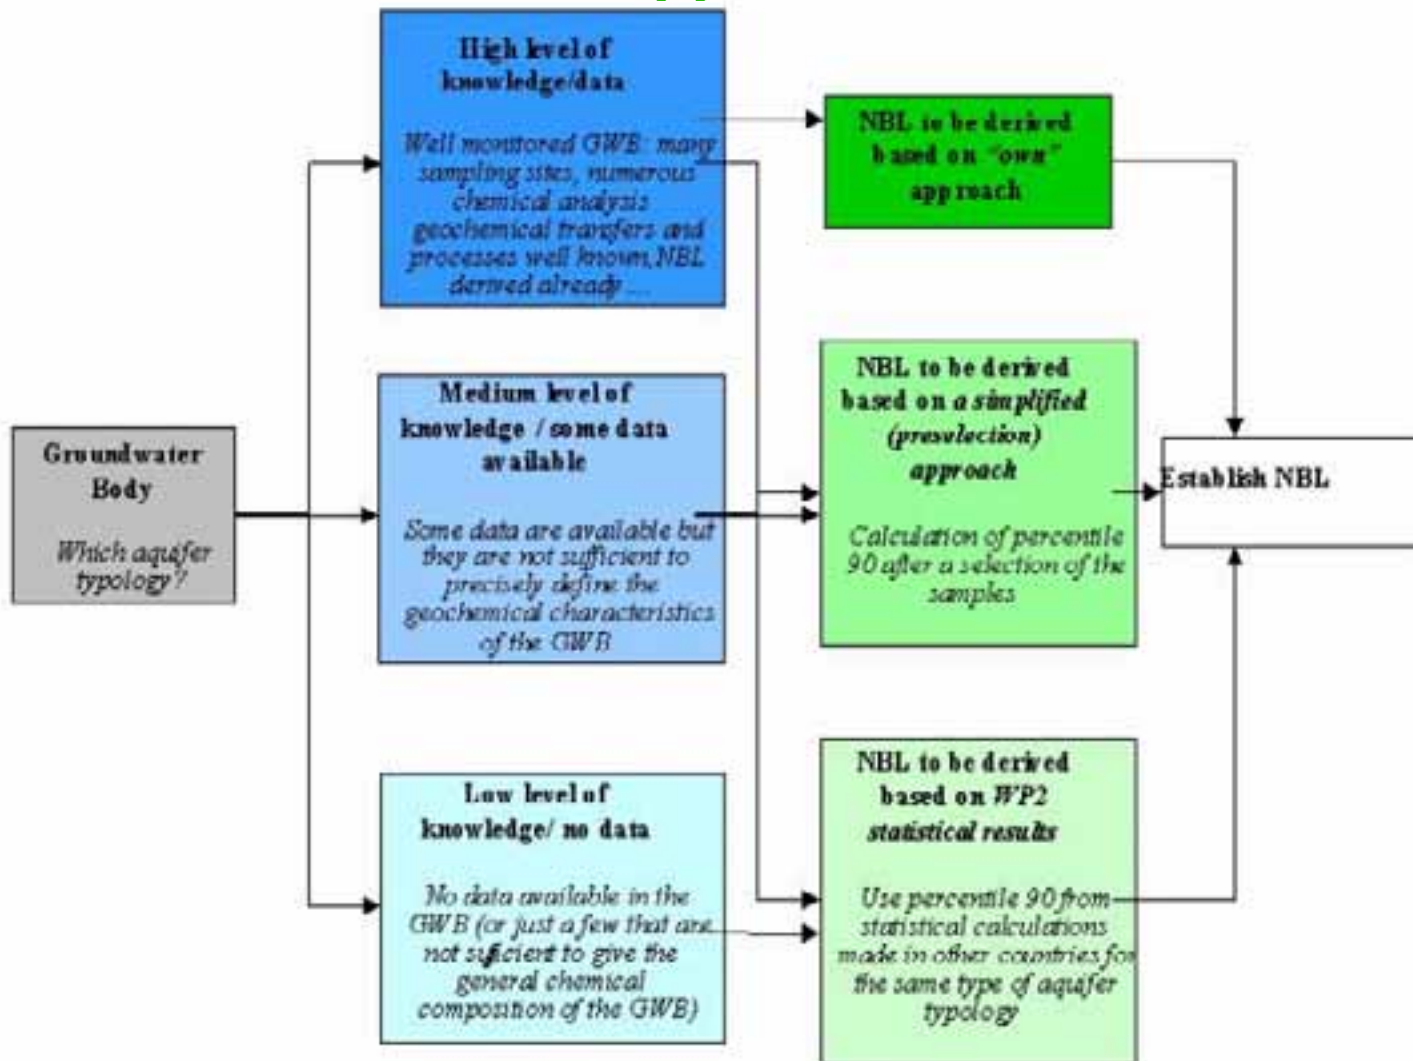 Groundwater
Body
Which aquifer
typology?
High level of
knowledge/data
Well monitored GWB: many
sampling sites, numerous
chemical analysis
geochemical transfers and
processes well known, NBL
derived already ....
Medium level of
knowledge / some data
available
Some data are available but
they are not sufficient to
precisely define the
geochemical characteristics
of the GWB
Low level of
knowledge/ no data
No data available in the
GWB (or just a few that are
not sufficient to give the
general chemical
composition of the GWB)
NBL to be derived
based on "own"
approach
NBL to be derived
based on a simplified
(preselection)
approach
Calculation of percentile
90 after a selection of the
samples
NBL to be derived
based on WP2
statistical results
Use percentile 90 from
statistical calculations
made in other countries for
the same type of aquifer
typology
Establish NBL